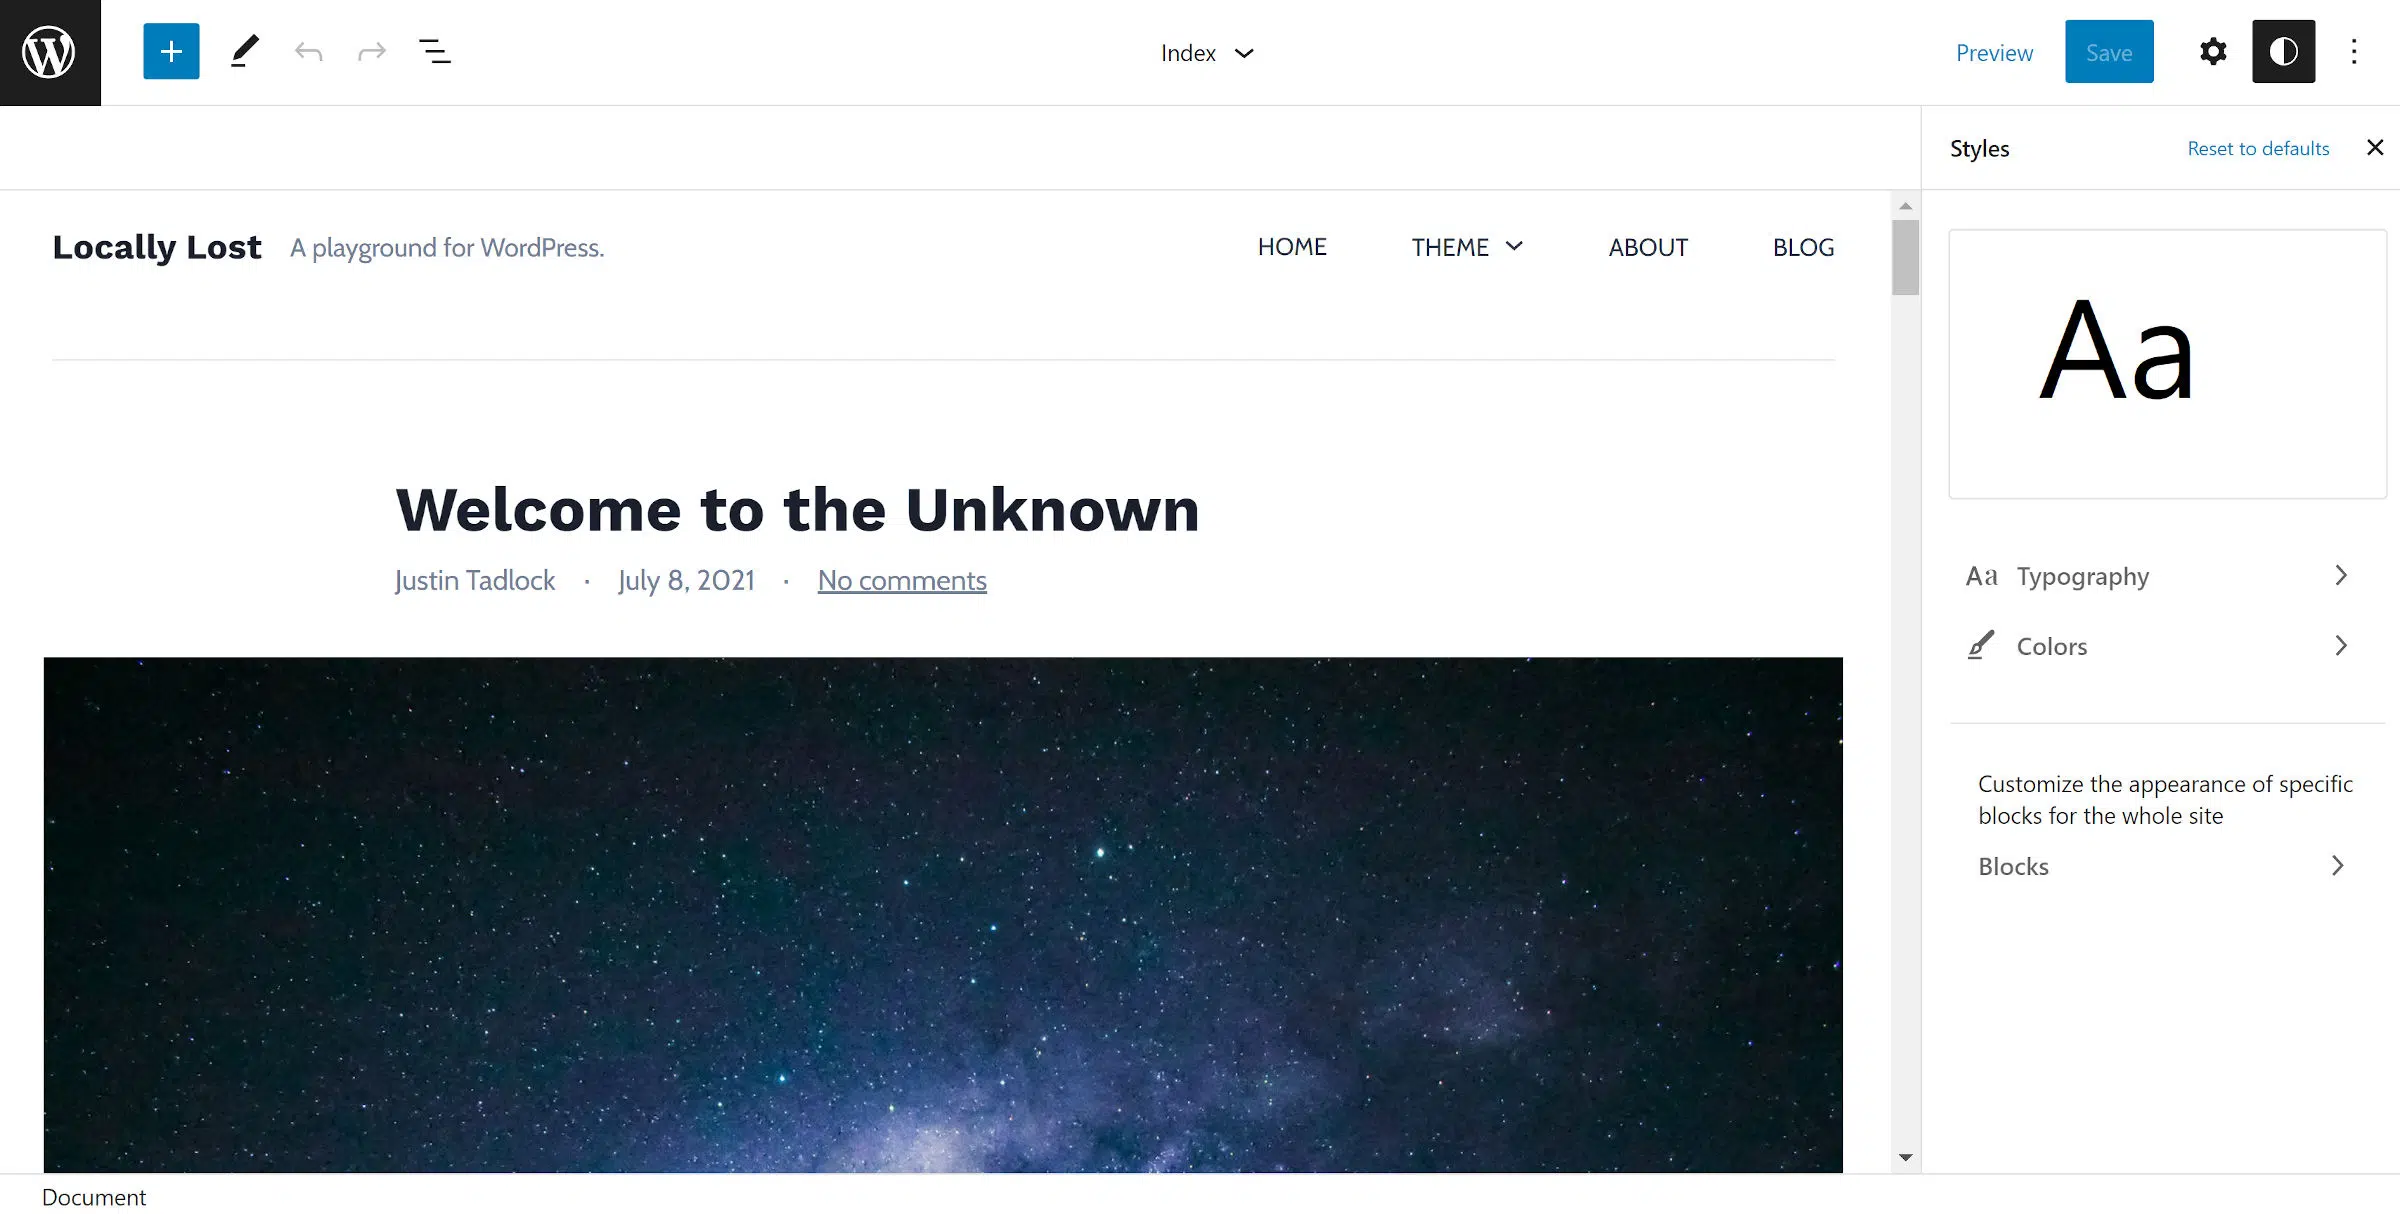 Index
Preview
Save
Styles
Reset to defaults
Locally Lost
A playground for WordPress.
HOME
THEME
ABOUT
BLOG
Aa
Welcome to the Unknown
Justin Tadlock · July 8, 2021 · No comments
Aa Typography
Colors
Customize the appearance of specific
blocks for the whole site
Blocks
Document